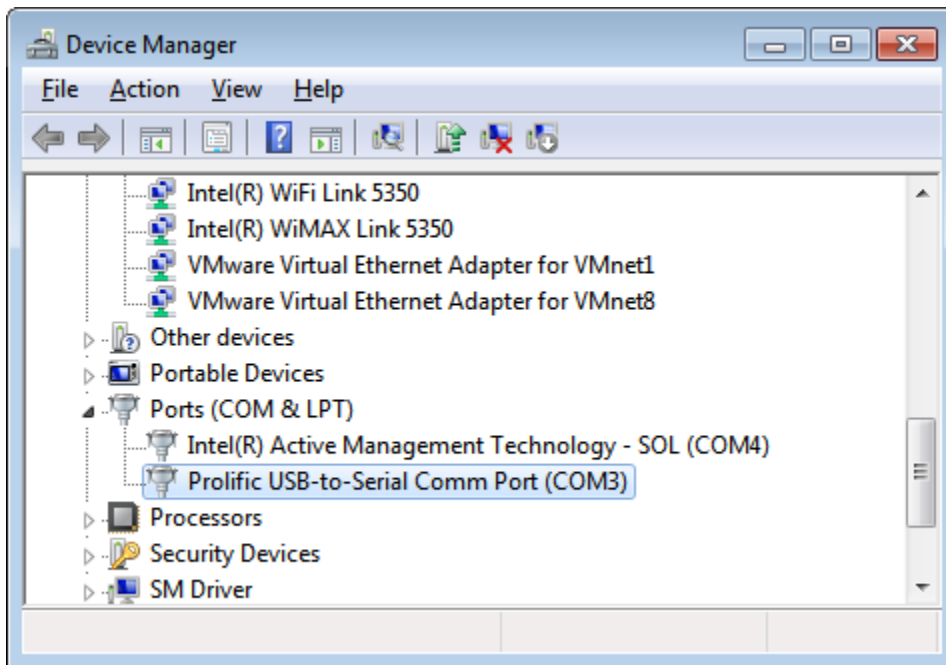 Device Manager
File Action View Help
Intel(R) WiFi Link 5350
Intel(R) WiMAX Link 5350
VMware Virtual Ethernet Adapter for VMnet1
VMware Virtual Ethernet Adapter for VMnet8
Other devices
Portable Devices
Ports (COM & LPT)
Intel(R) Active Management Technology - SOL (COM4)
Prolific USB-to-Serial Comm Port (COM3)
Processors
Security Devices
SM Driver